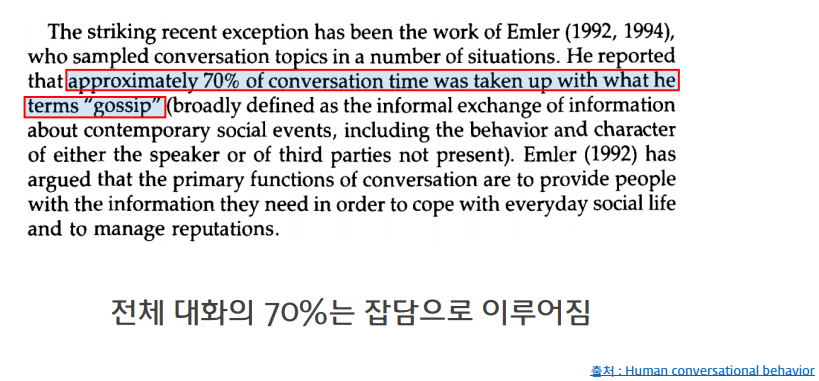 The striking recent exception has been the work of Emler (1992, 1994),
who sampled conversation topics in a number of situations. He reported
that approximately 70% of conversation time was taken up with what he
terms "gossip" (broadly defined as the informal exchange of information
about contemporary social events, including the behavior and character
of either the speaker or of third parties not present). Emler (1992) has
argued that the primary functions of conversation are to provide people
with the information they need in order to cope with everyday social life
and to manage reputations.
전체 대화의 70%는 잡담으로 이루어짐
출처 : Human conversational behavior